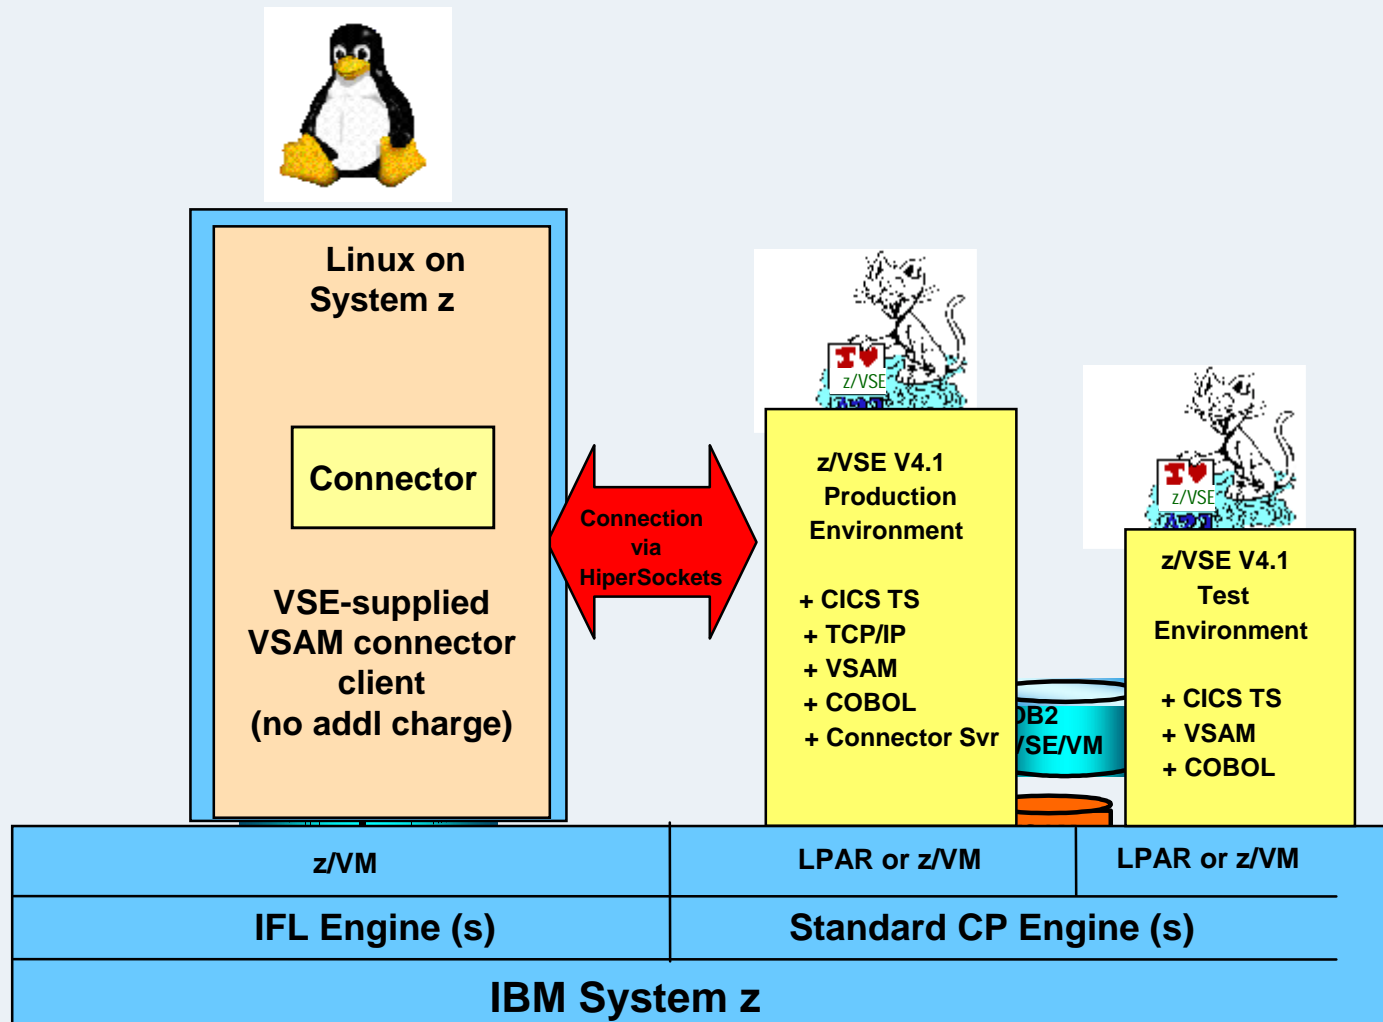 Linux on
System z
Connector
VSE-supplied
VSAM connector
client
(no addl charge)
Connection
via
HiperSockets
I
z/VSE
z/VSE V4.1
Production
Environment
+ CICS TS
+ TCP/IP
+ VSAM
+ COBOL
+ Connector Svr
DB2
VSE/VM
I
z/VSE
z/VSE V4.1
Test
Environment
+ CICS TS
+ VSAM
+ COBOL
z/VM
LPAR or z/VM
LPAR or z/VM
IFL Engine (s)
Standard CP Engine (s)
IBM System z